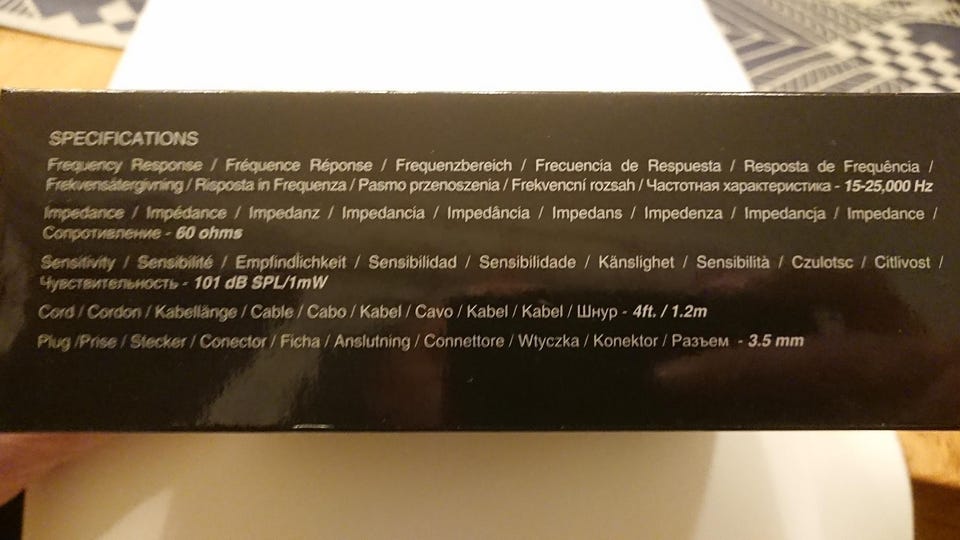 SPECIFICATIONS
Frequency Response / Fréquence Réponse / Frequenzbereich / Frecuencia de Respuesta / Resposta de Frequência /
Frekvensåtergivning / Risposta in Frequenza / Pasmo przenoszenia / Frekvencní rozsah / Частотная характеристика - 15-25,000 Hz
Impedance / Impédance / Impedanz / Impedancia / Impedância / Impedans / Impedenza / Impedancja / Impedance /
Сопротивление - 60 ohms
Sensitivity / Sensibilité / Empfindlichkeit / Sensibilidad / Sensibilidade / Känslighet / Sensibilità / Czulotsc / Citlivost /
Чувствительность - 101 dB SPL/1mW
Cord / Cordon / Kabellänge / Cable / Cabo / Kabel / Cavo / Kabel / Kabel / Шнур - 4ft. / 1.2m
Plug /Prise / Stecker / Conector / Ficha / Anslutning / Connettore / Wtyczka / Konektor / Разъем - 3.5 mm